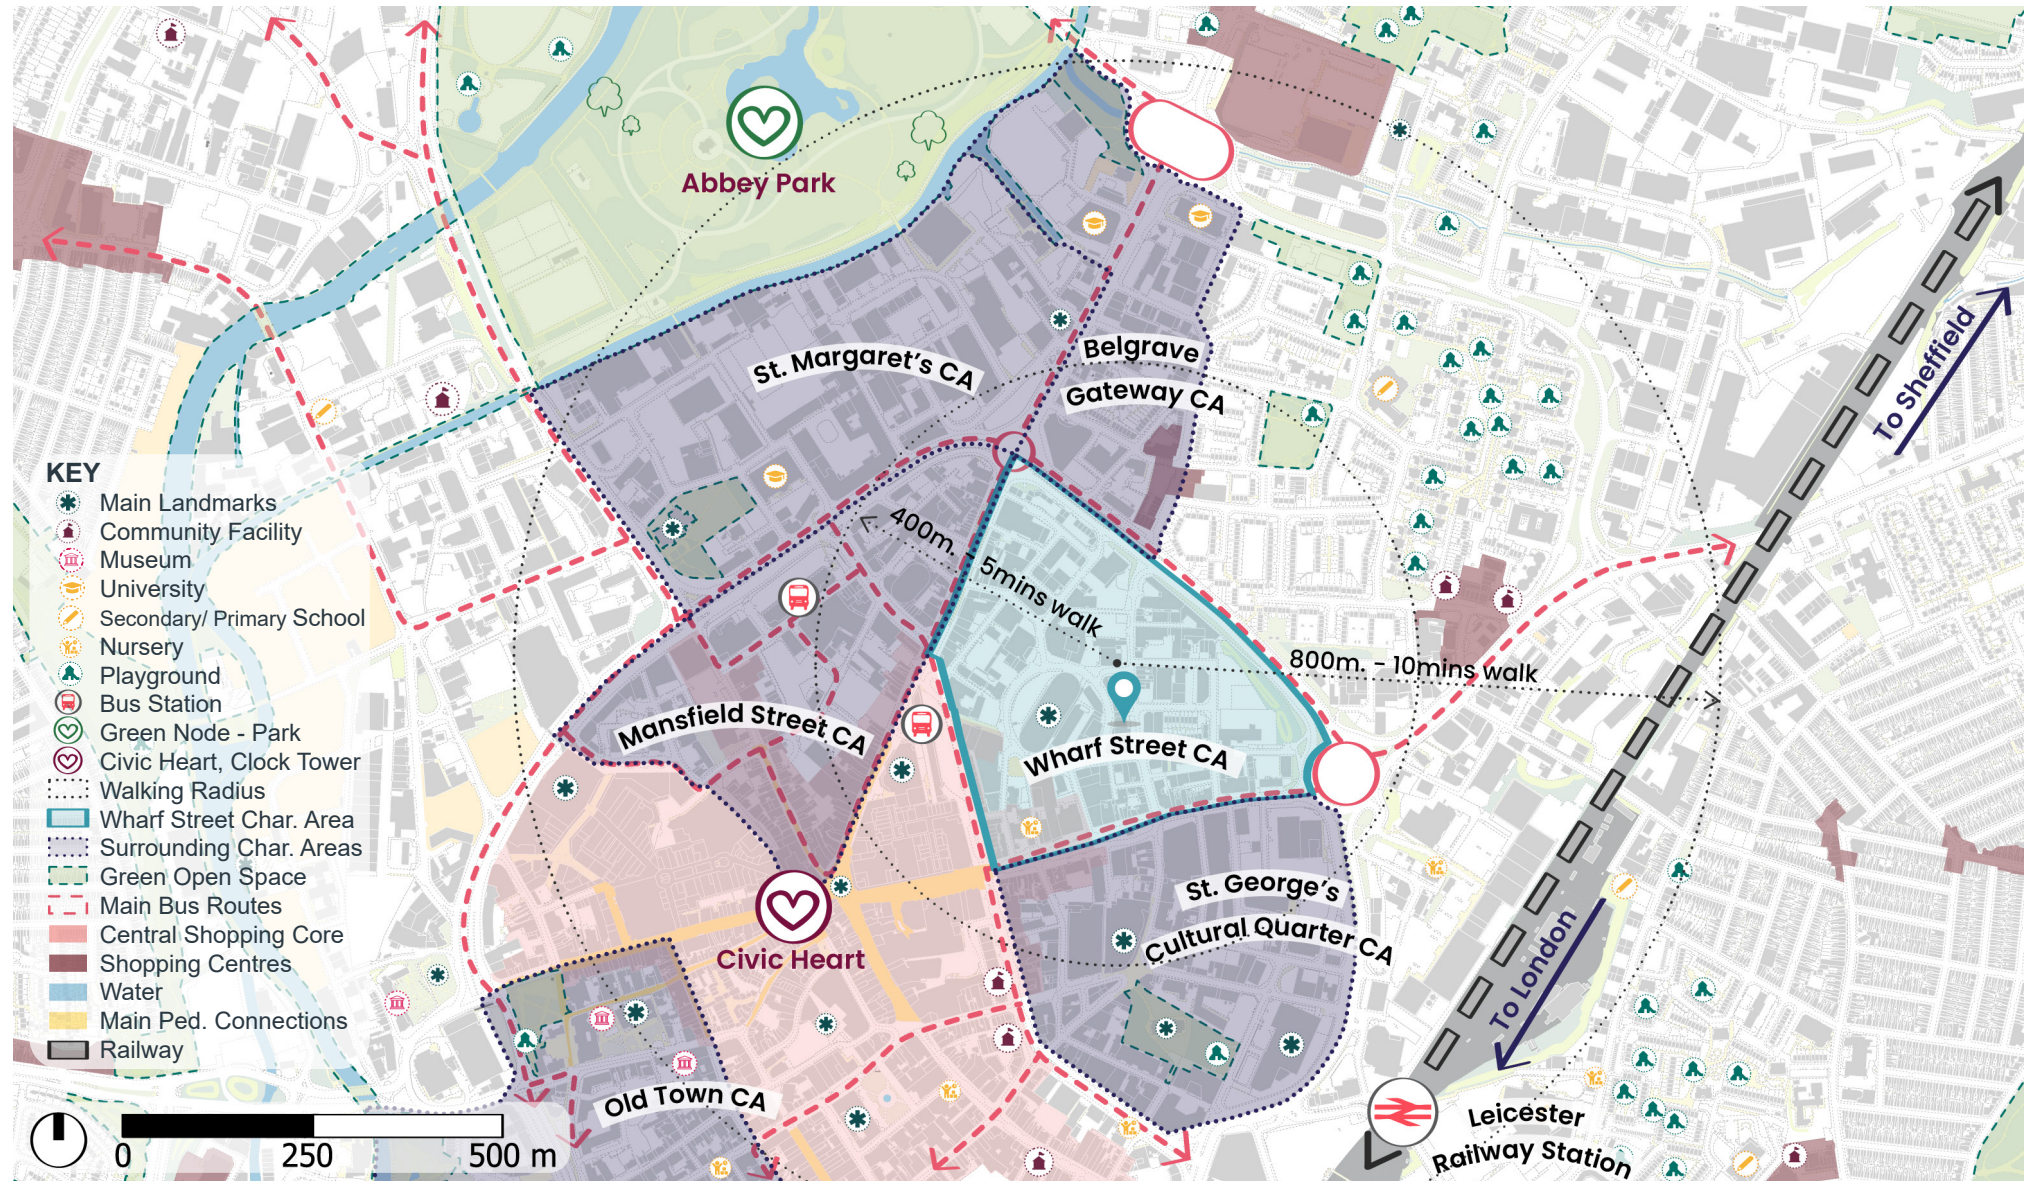 Abbey Park
St. Margaret's CA
Belgrave
Gateway CA
To Sheffield
400m. - 5mins walk
800m. - 10mins walk
Mansfield Street CA
Wharf Street CA
St. George's
Cultural Quarter CA
Civic Heart
To London
Old Town CA
Leicester
Railway Station
KEY
Main Landmarks
Community Facility
Museum
University
Secondary/ Primary School
Nursery
Playground
Bus Station
Green Node - Park
Civic Heart, Clock Tower
Walking Radius
Wharf Street Char. Area
Surrounding Char. Areas
Green Open Space
Main Bus Routes
Central Shopping Core
Shopping Centres
Water
Main Ped. Connections
Railway
0 250 500 m